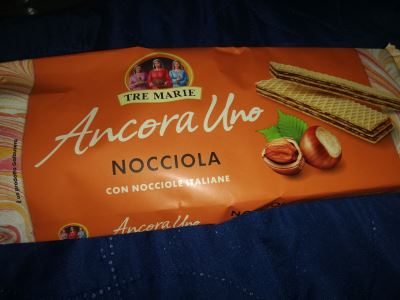 TRE MARIE
Ancora Uno
NOCCIOLA
CON NOCCIOLE ITALIANE
Ancora Uno